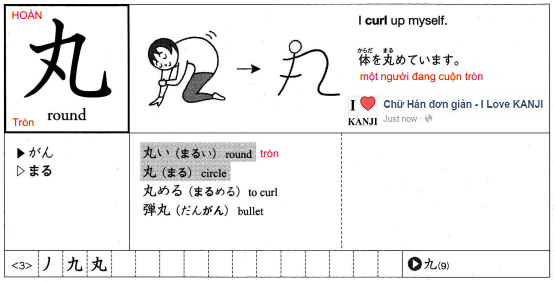 HOÀN
丸
round
Tròn
I curl up myself.
からだ まる
体を丸めています。
một người đang cuộn tròn
I ❤ KANJI
Chữ Hán đơn giản - I Love KANJI
Just now
▶がん
▷まる
丸い（まるい）round tròn
丸（まる）circle
丸める（まるめる）to curl
弾丸（だんがん）bullet
<3> ノ 九 丸
▶九(9)